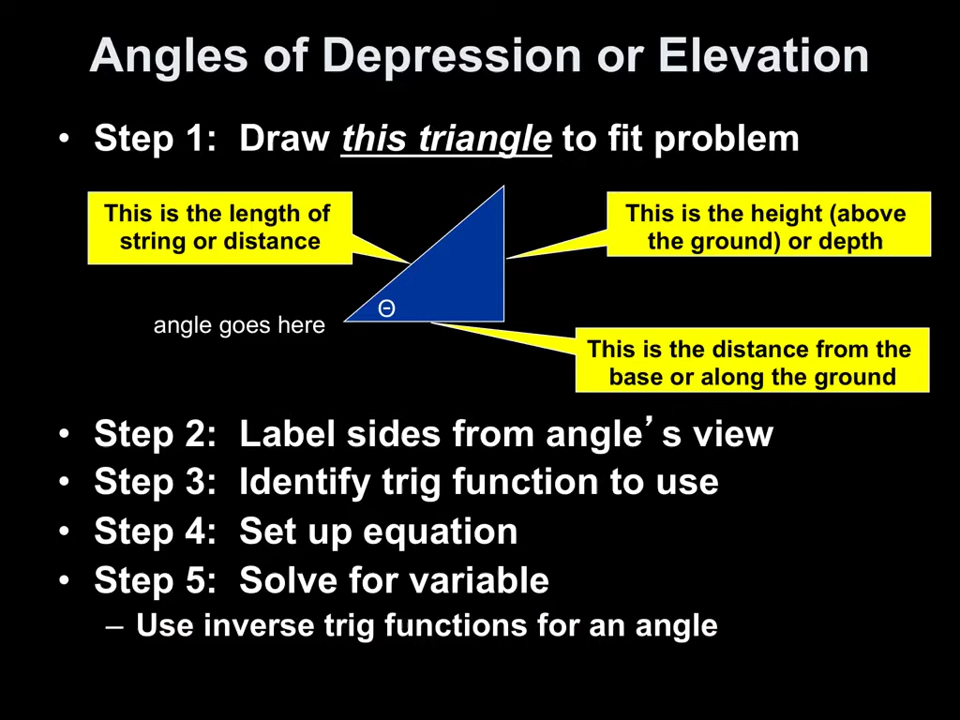 Angles of Depression or Elevation
• Step 1: Draw this triangle to fit problem
This is the length of
string or distance
This is the height (above
the ground) or depth
Θ
angle goes here
This is the distance from the
base or along the ground
• Step 2: Label sides from angle’s view
• Step 3: Identify trig function to use
• Step 4: Set up equation
• Step 5: Solve for variable
– Use inverse trig functions for an angle